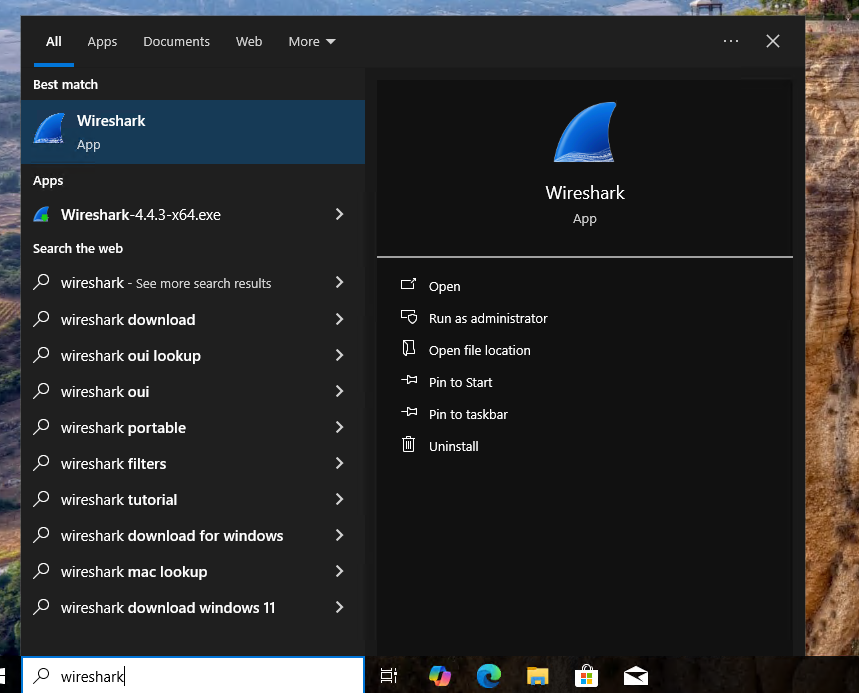 All Apps Documents Web More
Best match
Wireshark
App
Apps
Wireshark-4.4.3-x64.exe
Search the web
wireshark - See more search results
wireshark download
wireshark oui lookup
wireshark oui
wireshark portable
wireshark filters
wireshark tutorial
wireshark download for windows
wireshark mac lookup
wireshark download windows 11
wireshark
Wireshark
App
Open
Run as administrator
Open file location
Pin to Start
Pin to taskbar
Uninstall